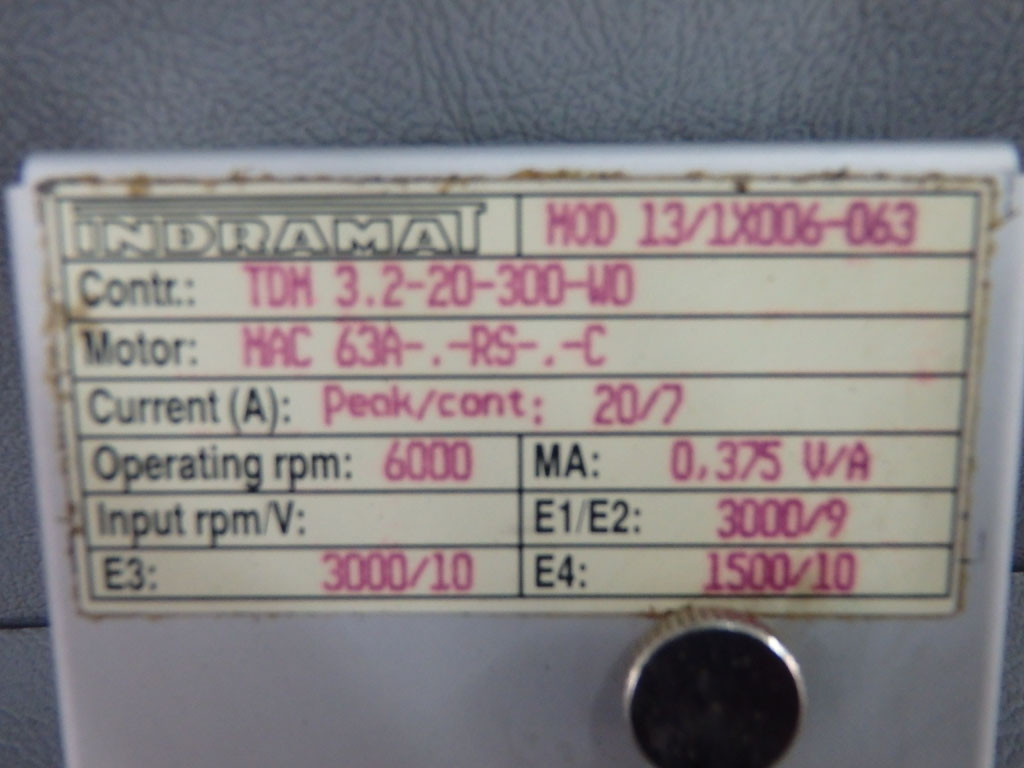 INDRAMAT MOD 13/1X006-063
Contr.: TDM 3.2-20-300-W0
Motor: MAC 63A-.-RS-.-C
Current (A): Peak/cont: 20/7
Operating rpm: 6000 MA: 0,375 V/A
Input rpm/V: E1/E2: 3000/9
E3: 3000/10 E4: 1500/10